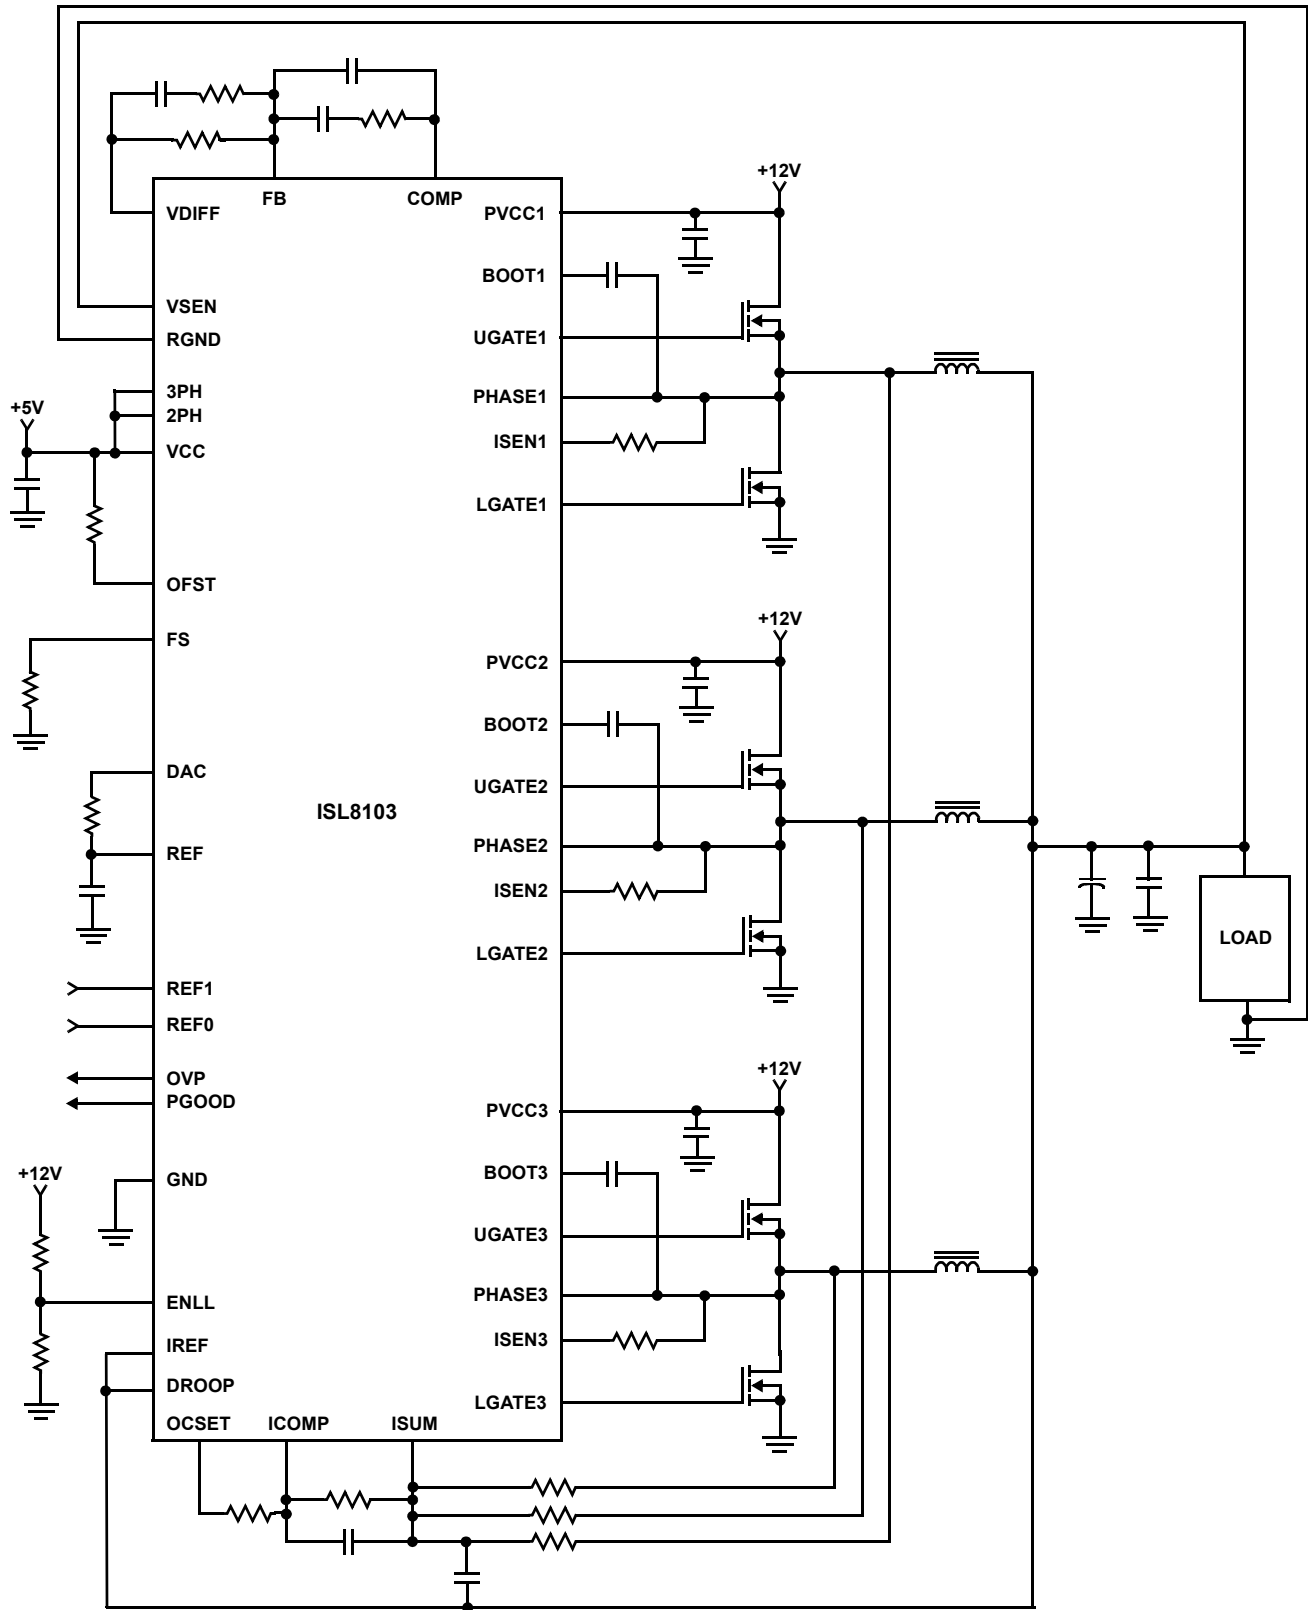 FB
COMP
VDIFF
VSEN
RGND
3PH
2PH
VCC
+5V
OFST
FS
DAC
REF
REF1
REF0
OVP
PGOOD
GND
+12V
ENLL
IREF
DROOP
OCSET
ICOMP
ISUM
ISL8103
+12V
PVCC1
BOOT1
UGATE1
PHASE1
ISEN1
LGATE1
+12V
PVCC2
BOOT2
UGATE2
PHASE2
ISEN2
LGATE2
+12V
PVCC3
BOOT3
UGATE3
PHASE3
ISEN3
LGATE3
LOAD